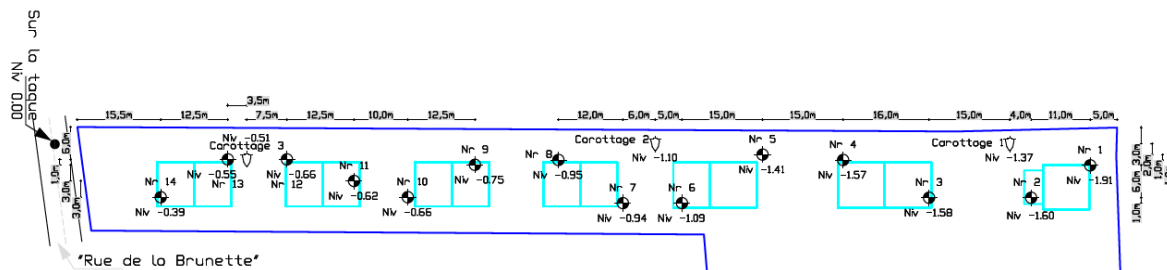 Sur la taque
Niv 0.00
3,5m
15,5m 12,5m 7,5m 12,5m 10,0m 12,5m 12,0m 6,0m 5,0m 15,0m 15,0m 16,0m 15,0m 4,0m 11,0m 5,0m
6,0m
1,0m
3,0m
3,0m
Nr 14
Niv -0.39
Niv -0.55
Nr 13
Niv -0.51
Carottage 3
Niv -0.66
Nr 12
Nr 11
Niv -0.62
Nr 10
Niv -0.66
Nr 9
Niv -0.75
Nr 8
Niv -0.95
Nr 7
Niv -0.94
Carottage 2
Niv -1.10
Nr 6
Niv -1.09
Nr 5
Niv -1.41
Nr 4
Niv -1.57
Nr 3
Niv -1.58
Carottage 1
Niv -1.37
Nr 2
Niv -1.60
Nr 1
Niv -1.91
3,0m
2,0m
6,0m
1,0m
"Rue de la Brunette"